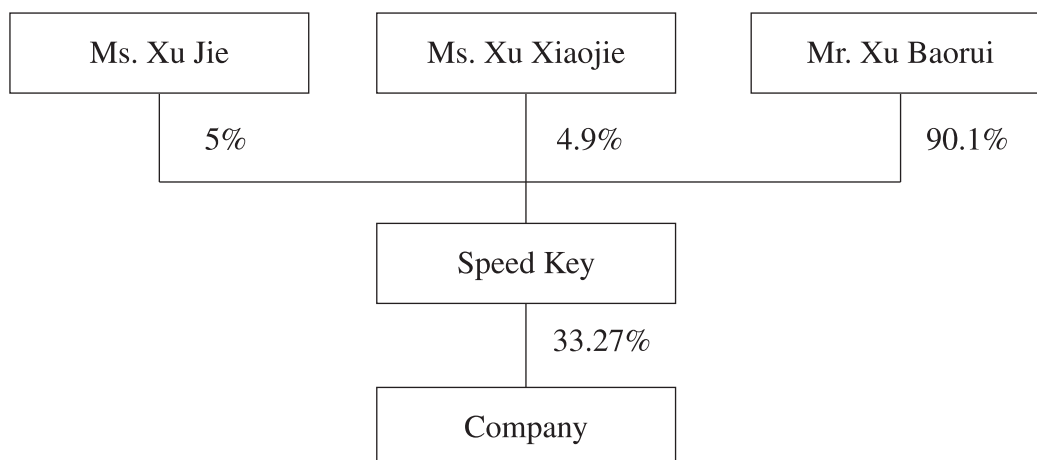 Ms. Xu Jie
Ms. Xu Xiaojie
Mr. Xu Baorui
5%
4.9%
90.1%
Speed Key
33.27%
Company